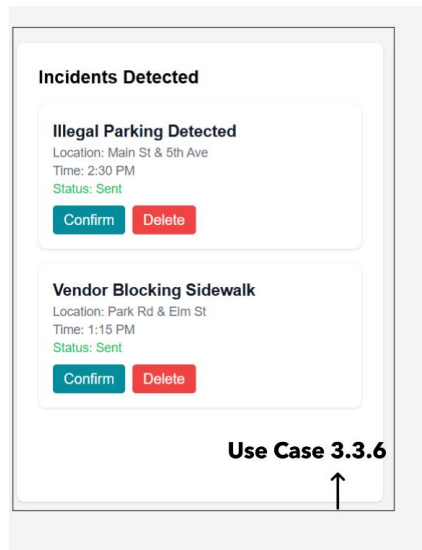 Incidents Detected
Illegal Parking Detected
Location: Main St & 5th Ave
Time: 2:30 PM
Status: Sent
Confirm Delete
Vendor Blocking Sidewalk
Location: Park Rd & Elm St
Time: 1:15 PM
Status: Sent
Confirm Delete
Use Case 3.3.6